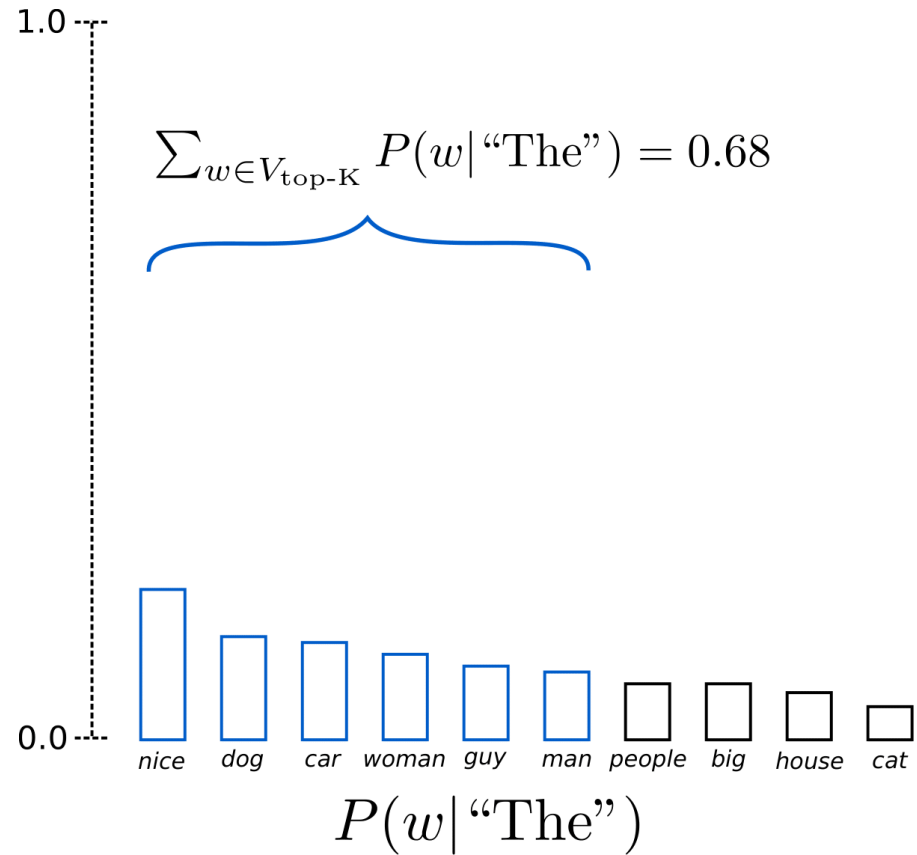 1.0
∑w∈Vtop-K P(w|“The”) = 0.68
0.0
nice dog car woman guy man people big house cat
P(w|“The”)